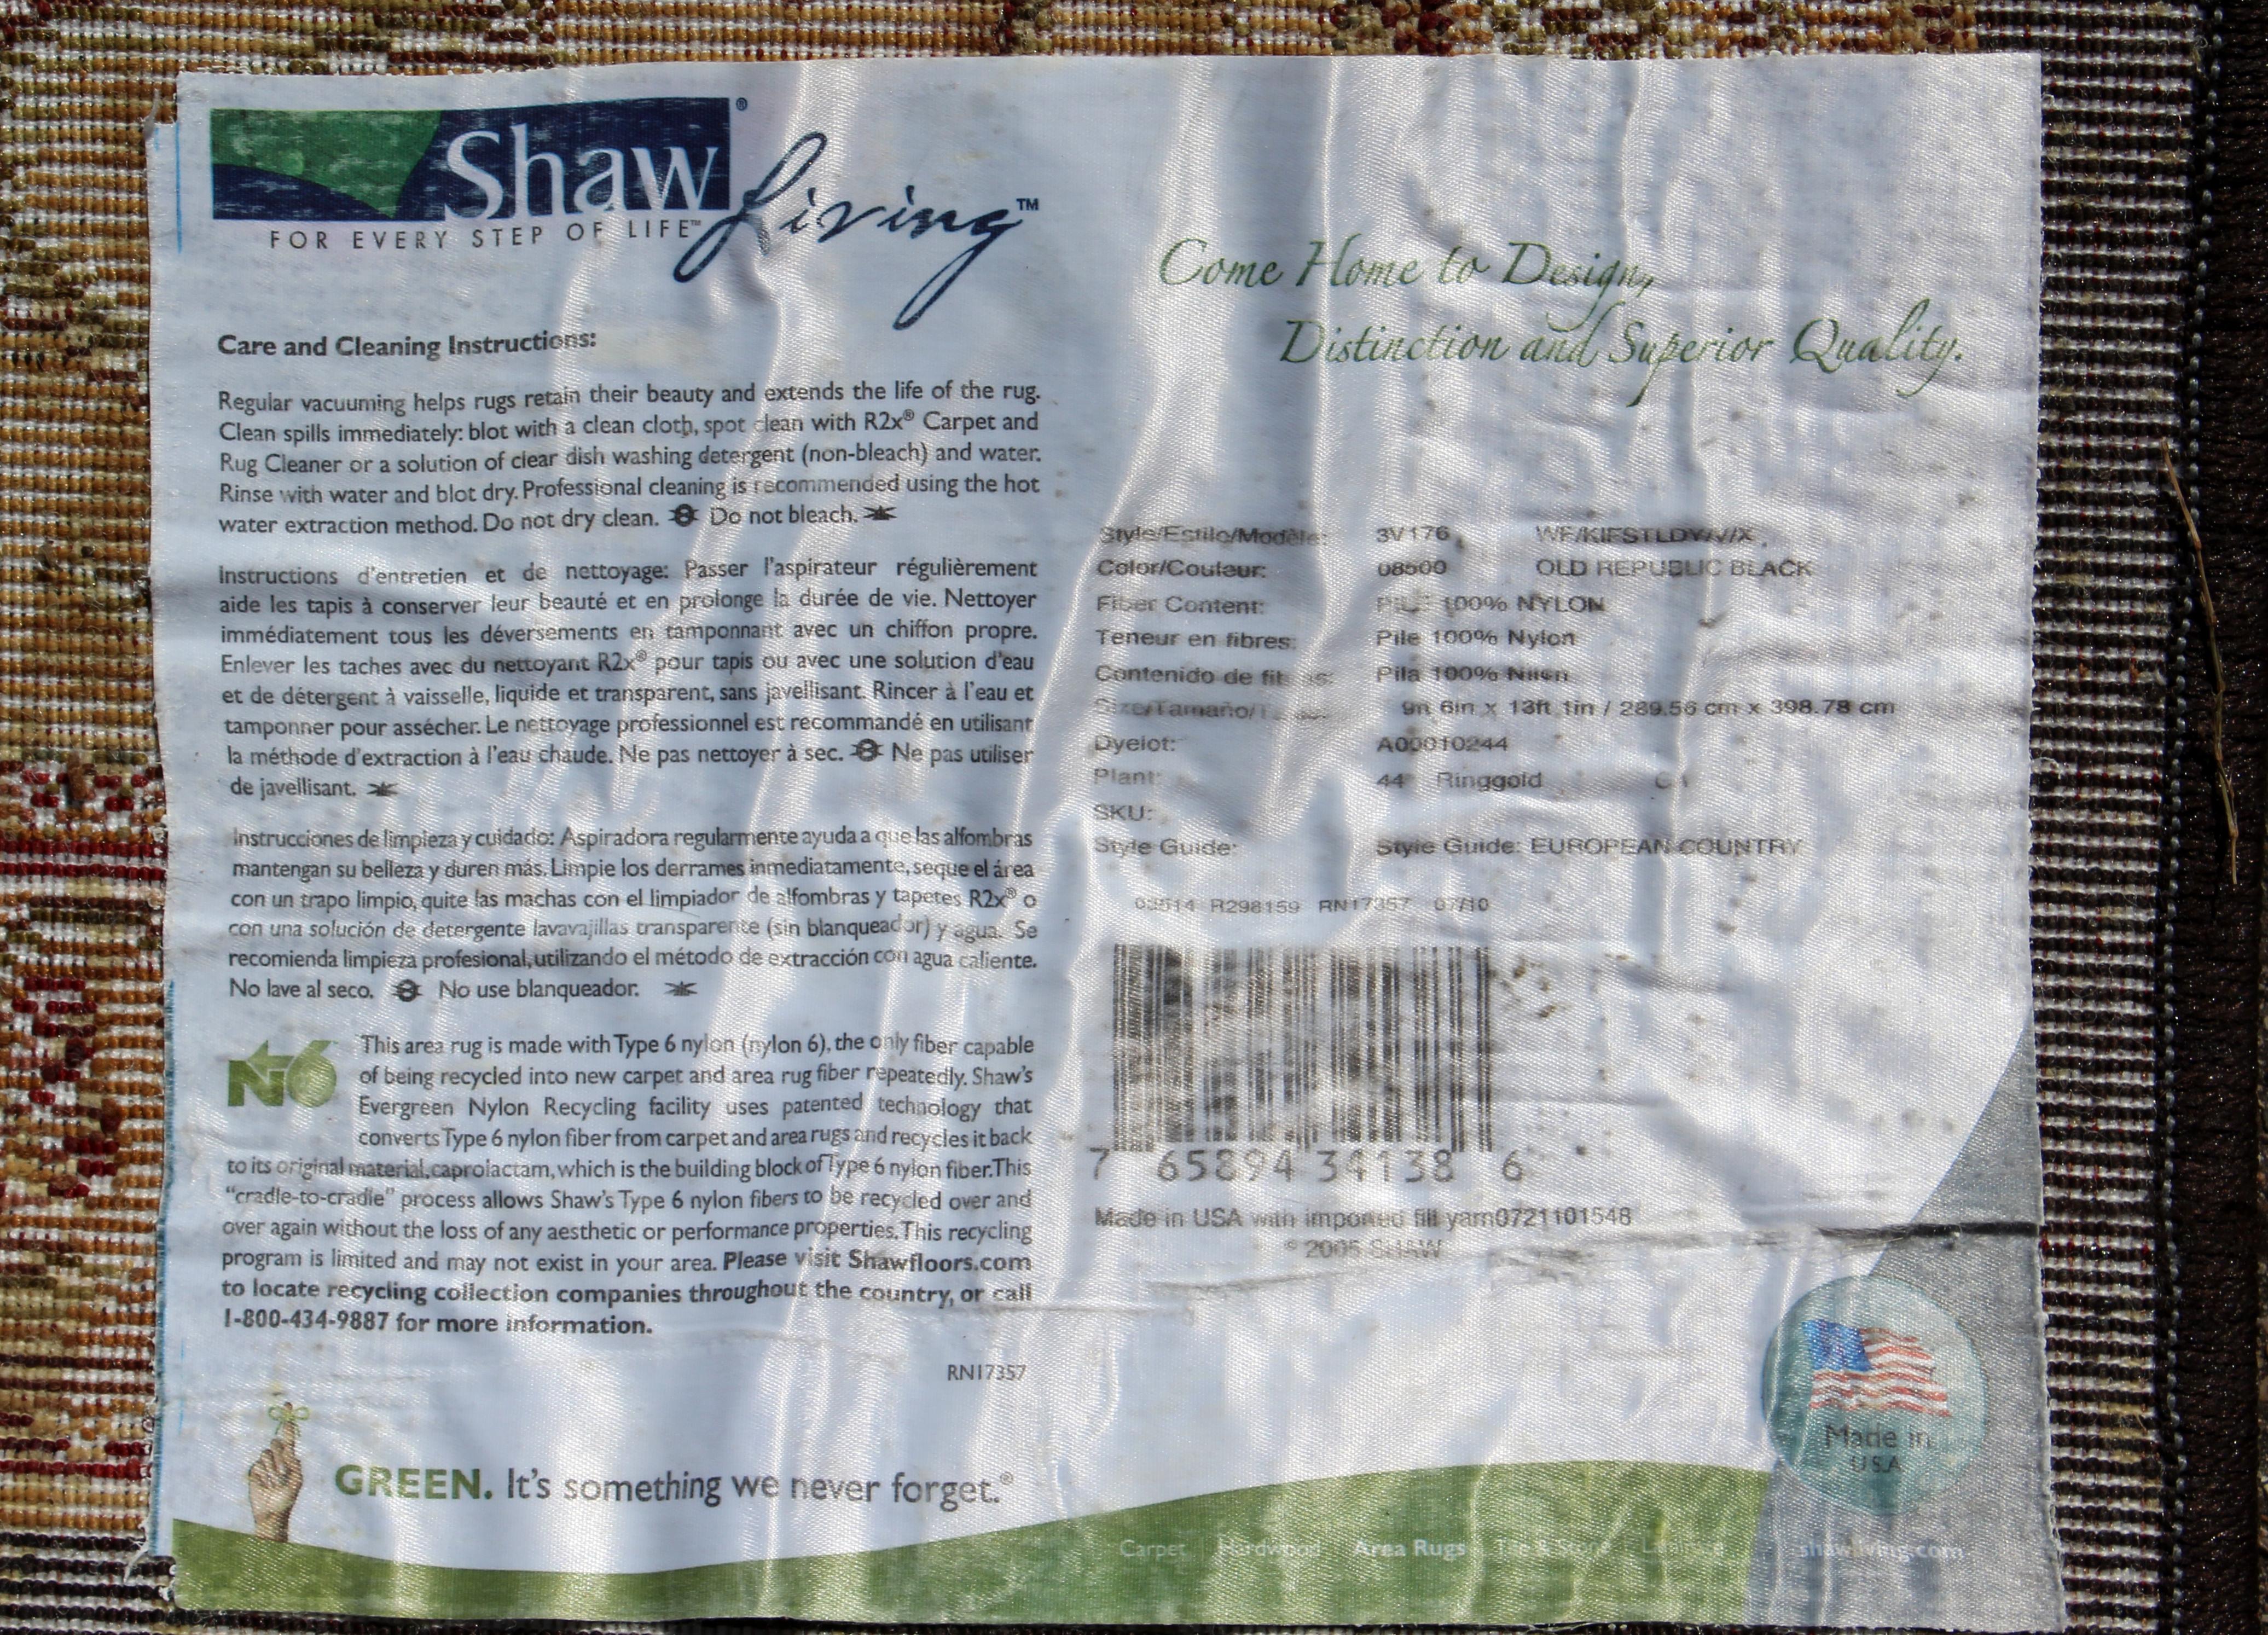 Shaw®
Living™
FOR EVERY STEP OF LIFE™
Care and Cleaning Instructions:
Regular vacuuming helps rugs retain their beauty and extends the life of the rug.
Clean spills immediately: blot with a clean cloth, spot clean with R2x® Carpet and
Rug Cleaner or a solution of clear dish washing detergent (non-bleach) and water.
Rinse with water and blot dry. Professional cleaning is recommended using the hot
water extraction method. Do not dry clean. Do not bleach.
Instructions d'entretien et de nettoyage: Passer l'aspirateur régulièrement
aide les tapis à conserver leur beauté et en prolonge la durée de vie. Nettoyer
immédiatement tous les déversements en tamponnant avec un chiffon propre.
Enlever les taches avec du nettoyant R2x® pour tapis ou avec une solution d'eau
et de détergent à vaisselle, liquide et transparent, sans javellisant. Rincer à l'eau et
tamponner pour assécher. Le nettoyage professionnel est recommandé en utilisant
la méthode d'extraction à l'eau chaude. Ne pas nettoyer à sec. Ne pas utiliser
de javellisant.
Instrucciones de limpieza y cuidado: Aspiradora regularmente ayuda a que las alfombras
mantengan su belleza y duren más. Limpie los derrames inmediatamente, seque el área
con un trapo limpio, quite las machas con el limpiador de alfombras y tapetes R2x® o
con una solución de detergente lavavajillas transparente (sin blanqueador) y agua. Se
recomienda limpieza profesional, utilizando el método de extracción con agua caliente.
No lave al seco. No use blanqueador.
N6
This area rug is made with Type 6 nylon (nylon 6), the only fiber capable
of being recycled into new carpet and area rug fiber repeatedly. Shaw's
Evergreen Nylon Recycling facility uses patented technology that
converts Type 6 nylon fiber from carpet and area rugs and recycles it back
to its original material, caprolactam, which is the building block of Type 6 nylon fiber. This
"cradle-to-cradle" process allows Shaw's Type 6 nylon fibers to be recycled over and
over again without the loss of any aesthetic or performance properties. This recycling
program is limited and may not exist in your area. Please visit Shawfloors.com
to locate recycling collection companies throughout the country, or call
1-800-434-9887 for more information.
RN17357
GREEN. It's something we never forget.®
Come Home to Design,
Distinction and Superior Quality.
Style/Estilo/Modèle: 3V176
Color/Couleur: 08500 OLD REPUBLIC BLACK
Fiber Content: PILE 100% NYLON
Teneur en fibres: Pile 100% Nylon
Contenido de fibras: Pila 100% Nilon
Size/Tamaño/ 9ft 6in x 13ft 1in / 289.56 cm x 398.78 cm
Dyelot: A00010244
Plant: 44 Ringgold
SKU:
Style Guide: Style Guide: EUROPEAN COUNTRY
03514 R298159 RN17357 07/10
7 65894 34138 6
Made in USA with imported fill yarn0721101548
© 2005 SHAW
Made in
USA
Carpet | Hardwood | Area Rugs | Tile & Stone | Laminate shawliving.com